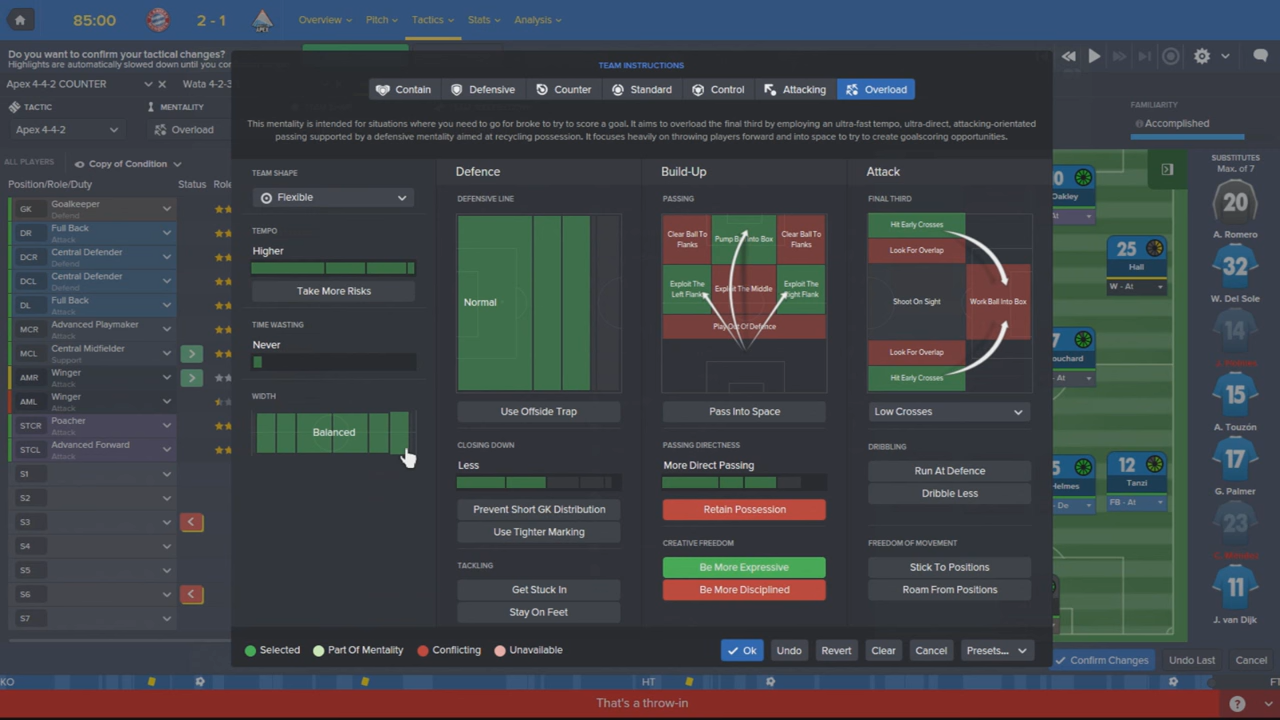 85:00
2 - 1
APEX
Overview
Pitch
Tactics
Stats
Analysis
Do you want to confirm your tactical changes?
Highlights are automatically slowed down until you
Apex 4-4-2 COUNTER
Wata 4-2-3
TACTIC
MENTALITY
Apex 4-4-2
Overload
ALL PLAYERS
Copy of Condition
Position/Role/Duty
Status
Role
GK
Goalkeeper
Defend
DR
Full Back
Attack
DCR
Central Defender
Defend
DCL
Central Defender
Defend
DL
Full Back
Attack
MCR
Advanced Playmaker
Attack
MCL
Central Midfielder
Support
AMR
Winger
Attack
AML
Winger
Attack
STCR
Poacher
Attack
STCL
Advanced Forward
Attack
S1
S2
S3
S4
S5
S6
S7
TEAM INSTRUCTIONS
Contain
Defensive
Counter
Standard
Control
Attacking
Overload
This mentality is intended for situations where you need to go for broke to try to score a goal. It aims to overload the final third by employing an ultra-fast tempo, ultra-direct, attacking-orientated
passing supported by a defensive mentality aimed at recycling possession. It focuses heavily on throwing players forward and into space to try to create goalscoring opportunities.
TEAM SHAPE
Flexible
TEMPO
Higher
Take More Risks
TIME WASTING
Never
WIDTH
Balanced
Defence
DEFENSIVE LINE
Normal
Use Offside Trap
CLOSING DOWN
Less
Prevent Short GK Distribution
Use Tighter Marking
TACKLING
Get Stuck In
Stay On Feet
Build-Up
PASSING
Clear Ball To
Flanks
Pump Ball Into Box
Clear Ball To
Flanks
Exploit The
Left Flank
Exploit The Middle
Exploit The
Right Flank
Play Out Of Defence
Pass Into Space
PASSING DIRECTNESS
More Direct Passing
Retain Possession
CREATIVE FREEDOM
Be More Expressive
Be More Disciplined
Attack
FINAL THIRD
Hit Early Crosses
Look For Overlap
Shoot On Sight
Work Ball Into Box
Look For Overlap
Hit Early Crosses
Low Crosses
DRIBBLING
Run At Defence
Dribble Less
FREEDOM OF MOVEMENT
Stick To Positions
Roam From Positions
Selected
Part Of Mentality
Conflicting
Unavailable
Ok
Undo
Revert
Clear
Cancel
Presets...
FAMILIARITY
Accomplished
0
Oakley
25
Hall
W - At
7
ouchard
- At
5
Helmes
- De
12
Tanzi
FB - At
SUBSTITUTES
Max. of 7
20
A. Romero
32
W. Del Sole
14
15
A. Touzón
17
G. Palmer
23
11
J. van Dijk
Confirm Changes
Undo Last
Cancel
KO
HT
FT
That's a throw-in